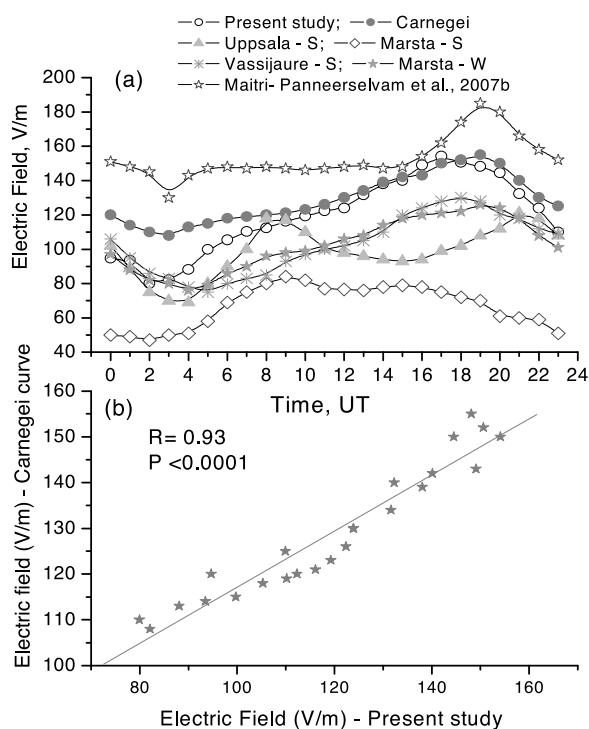 Present study; Carnegei
Uppsala - S; Marsta - S
Vassijaure - S; Marsta - W
Maitri- Panneerselvam et al., 2007b
(a)
Electric Field, V/m
200
180
160
140
120
100
80
60
40
0 2 4 6 8 10 12 14 16 18 20 22 24
Time, UT
(b)
R= 0.93
P <0.0001
Electric field (V/m) - Carnegei curve
160
150
140
130
120
110
100
80 100 120 140 160
Electric Field (V/m) - Present study